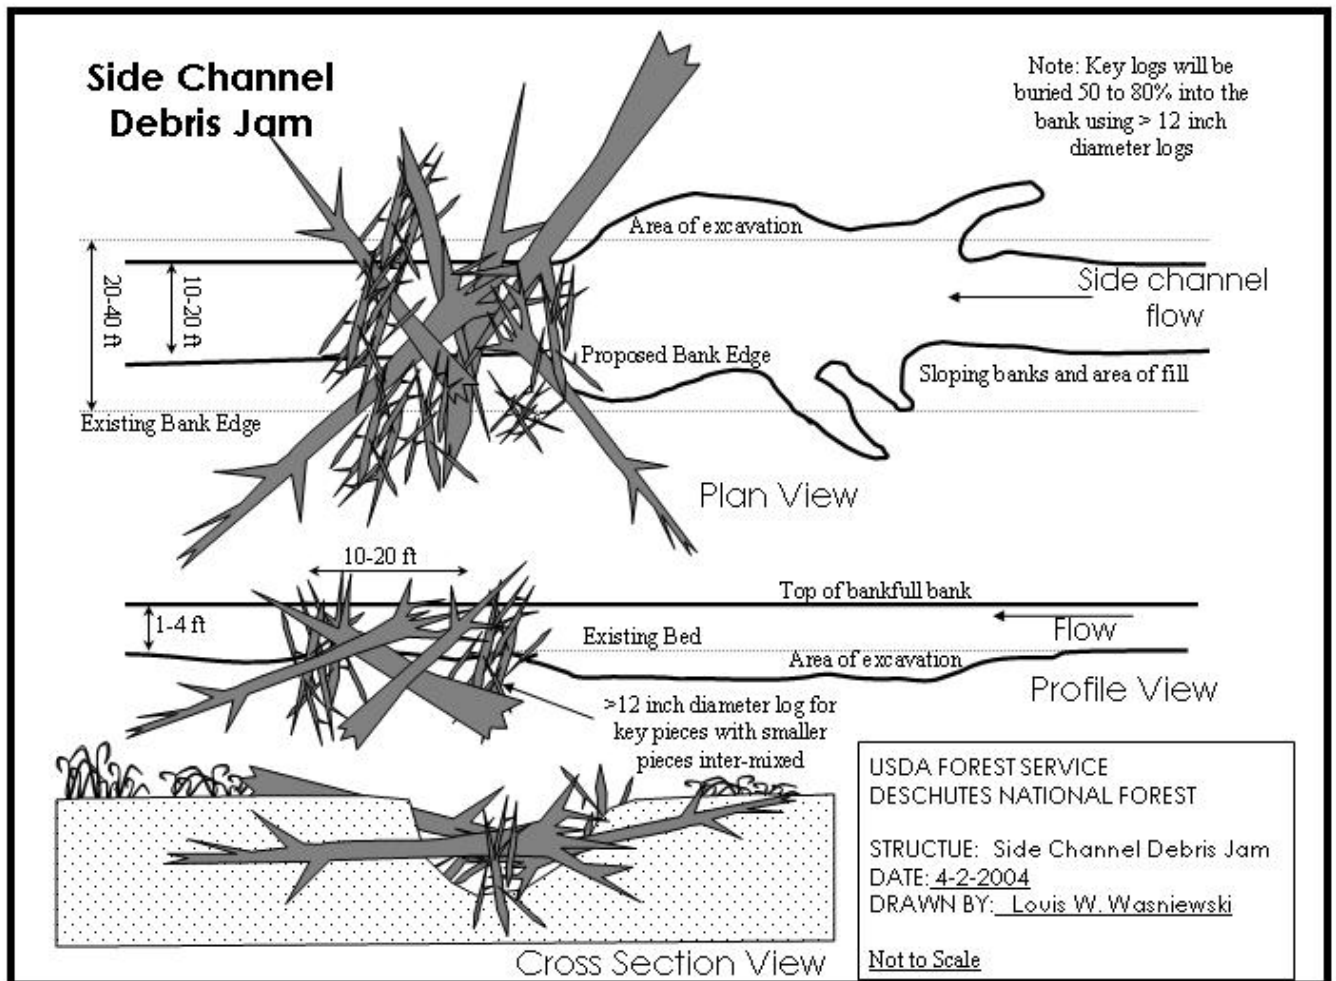 Side Channel
Debris Jam
Note: Key logs will be
buried 50 to 80% into the
bank using > 12 inch
diameter logs
Area of excavation
20-40 ft
10-20 ft
Side channel
flow
Proposed Bank Edge
Sloping banks and area of fill
Existing Bank Edge
Plan View
10-20 ft
Top of bankfull bank
1-4 ft
Existing Bed
Flow
Area of excavation
Profile View
>12 inch diameter log for
key pieces with smaller
pieces inter-mixed
USDA FOREST SERVICE
DESCHUTES NATIONAL FOREST
STRUCTUE: Side Channel Debris Jam
DATE: 4-2-2004
DRAWN BY: Louis W. Wasniewski
Not to Scale
Cross Section View